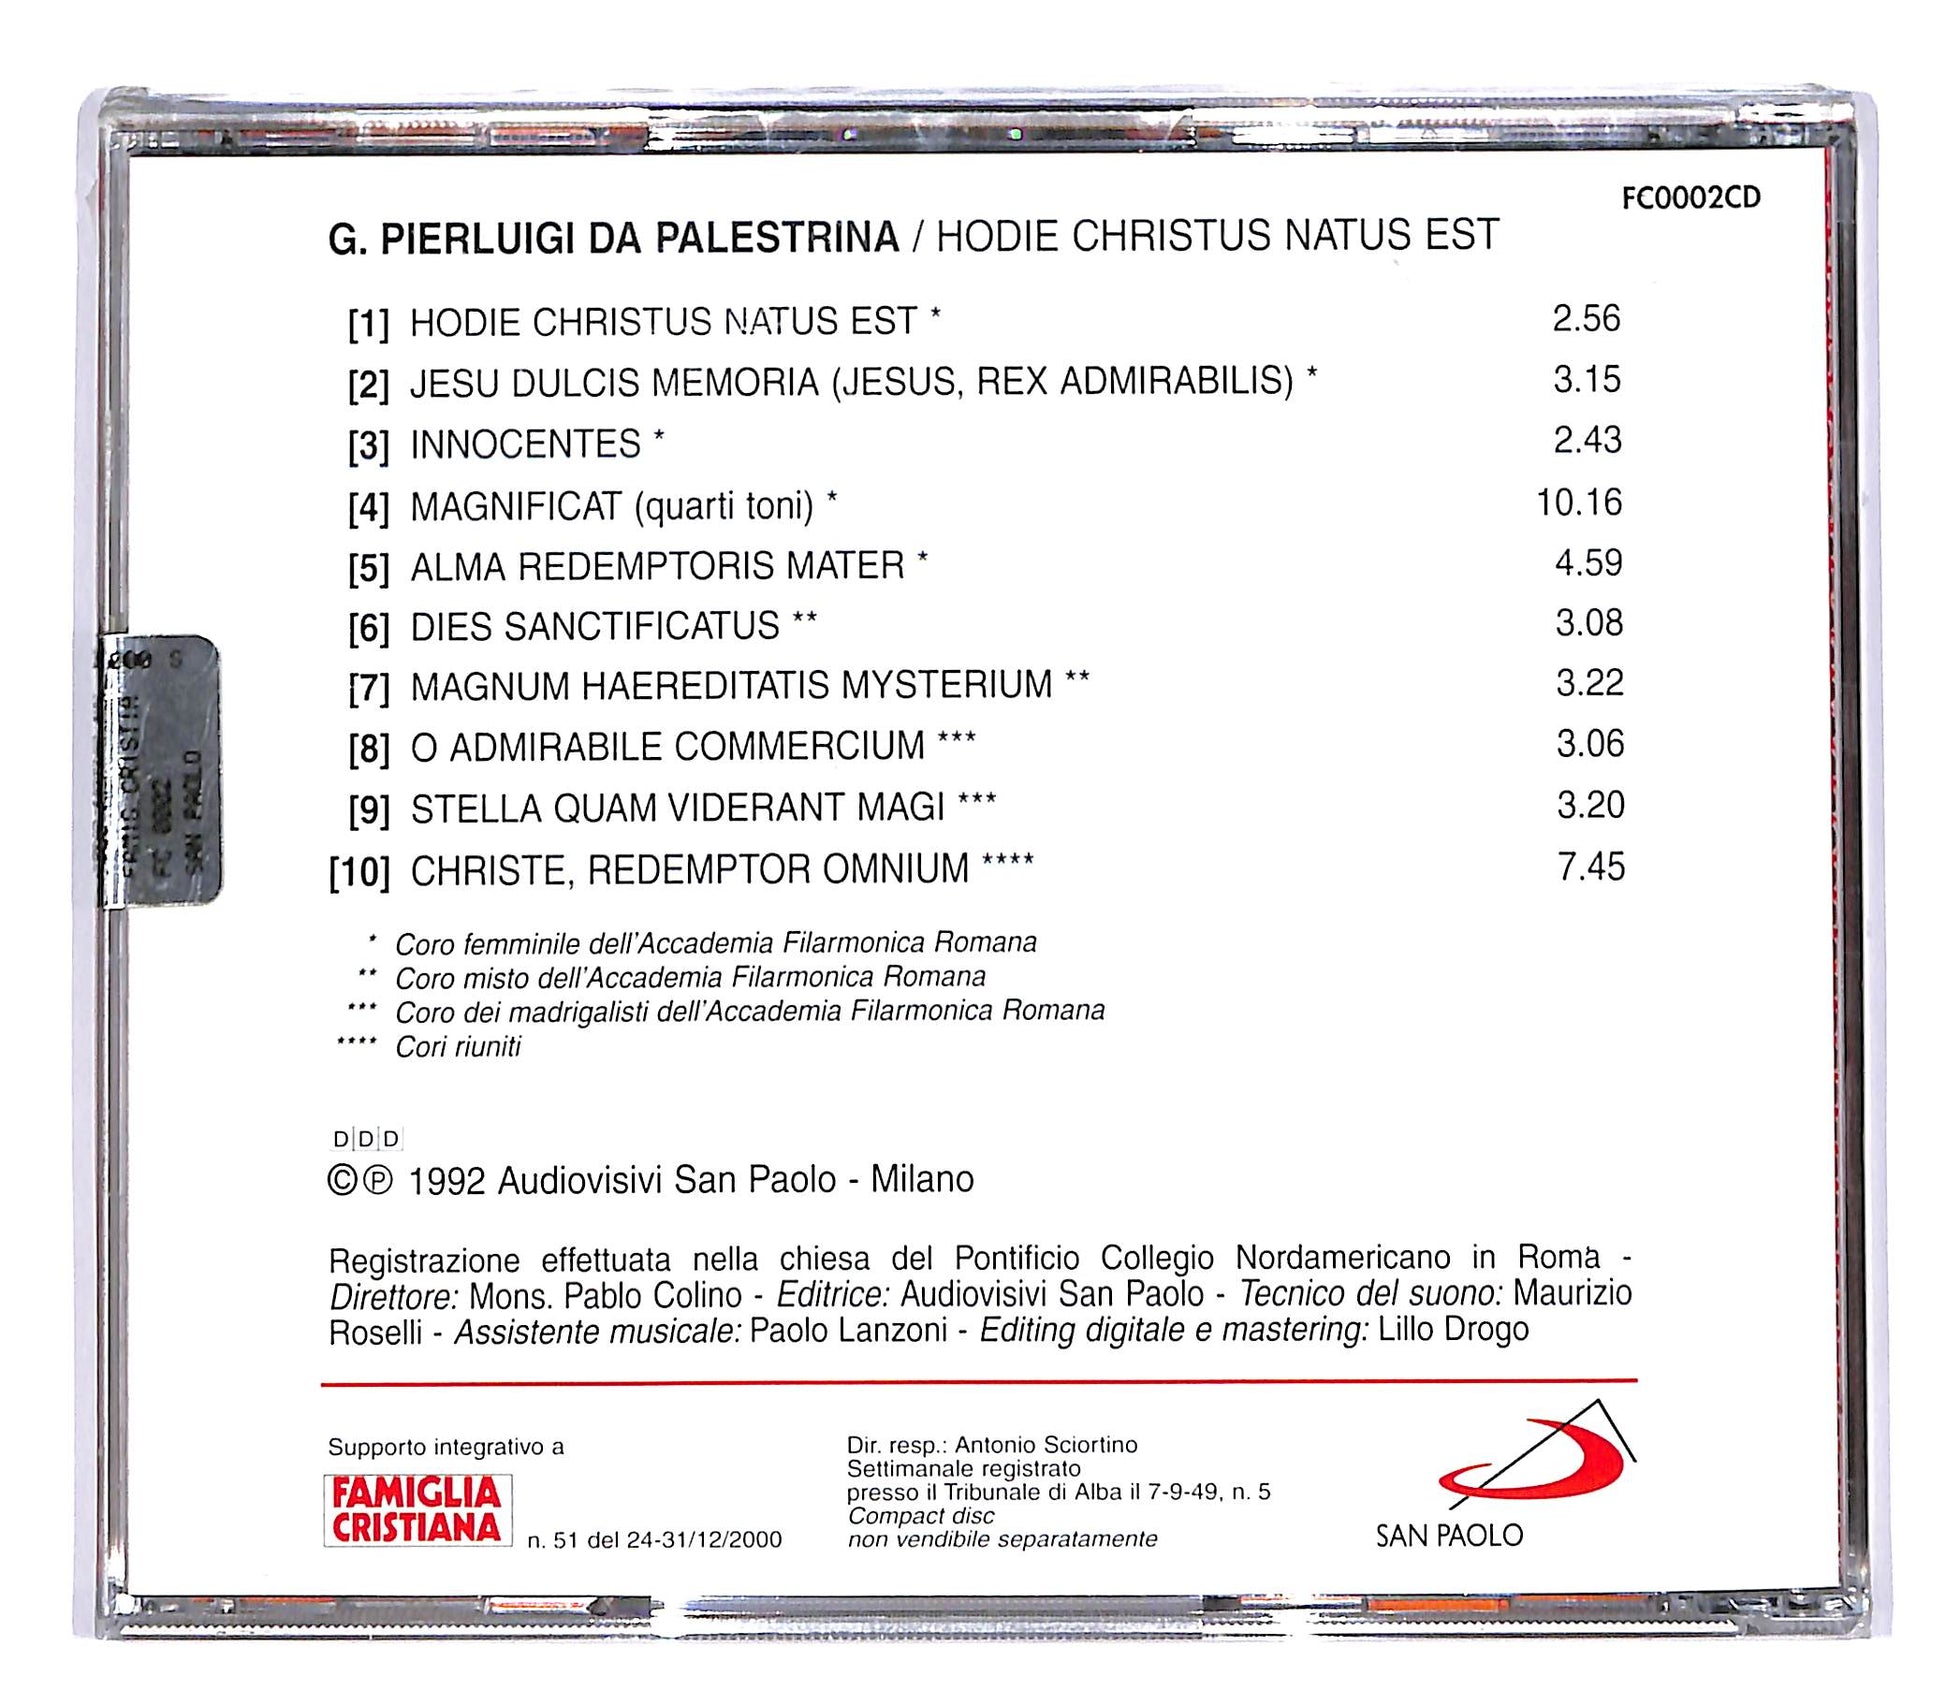 FC0002CD
G. PIERLUIGI DA PALESTRINA / HODIE CHRISTUS NATUS EST
[1] HODIE CHRISTUS NATUS EST * 2.56
[2] JESU DULCIS MEMORIA (JESUS, REX ADMIRABILIS) * 3.15
[3] INNOCENTES * 2.43
[4] MAGNIFICAT (quarti toni) * 10.16
[5] ALMA REDEMPTORIS MATER * 4.59
[6] DIES SANCTIFICATUS ** 3.08
[7] MAGNUM HAEREDITATIS MYSTERIUM ** 3.22
[8] O ADMIRABILE COMMERCIUM *** 3.06
[9] STELLA QUAM VIDERANT MAGI *** 3.20
[10] CHRISTE, REDEMPTOR OMNIUM **** 7.45
* Coro femminile dell'Accademia Filarmonica Romana
** Coro misto dell'Accademia Filarmonica Romana
*** Coro dei madrigalisti dell'Accademia Filarmonica Romana
**** Cori riuniti
D D D
©℗ 1992 Audiovisivi San Paolo - Milano
Registrazione effettuata nella chiesa del Pontificio Collegio Nordamericano in Roma -
Direttore: Mons. Pablo Colino - Editrice: Audiovisivi San Paolo - Tecnico del suono: Maurizio
Roselli - Assistente musicale: Paolo Lanzoni - Editing digitale e mastering: Lillo Drogo
Supporto integrativo a
FAMIGLIA
CRISTIANA
n. 51 del 24-31/12/2000
Dir. resp.: Antonio Sciortino
Settimanale registrato
presso il Tribunale di Alba il 7-9-49, n. 5
Compact disc
non vendibile separatamente
SAN PAOLO
FAMIG CRISTIA
FC 0002
SAN PAOLO